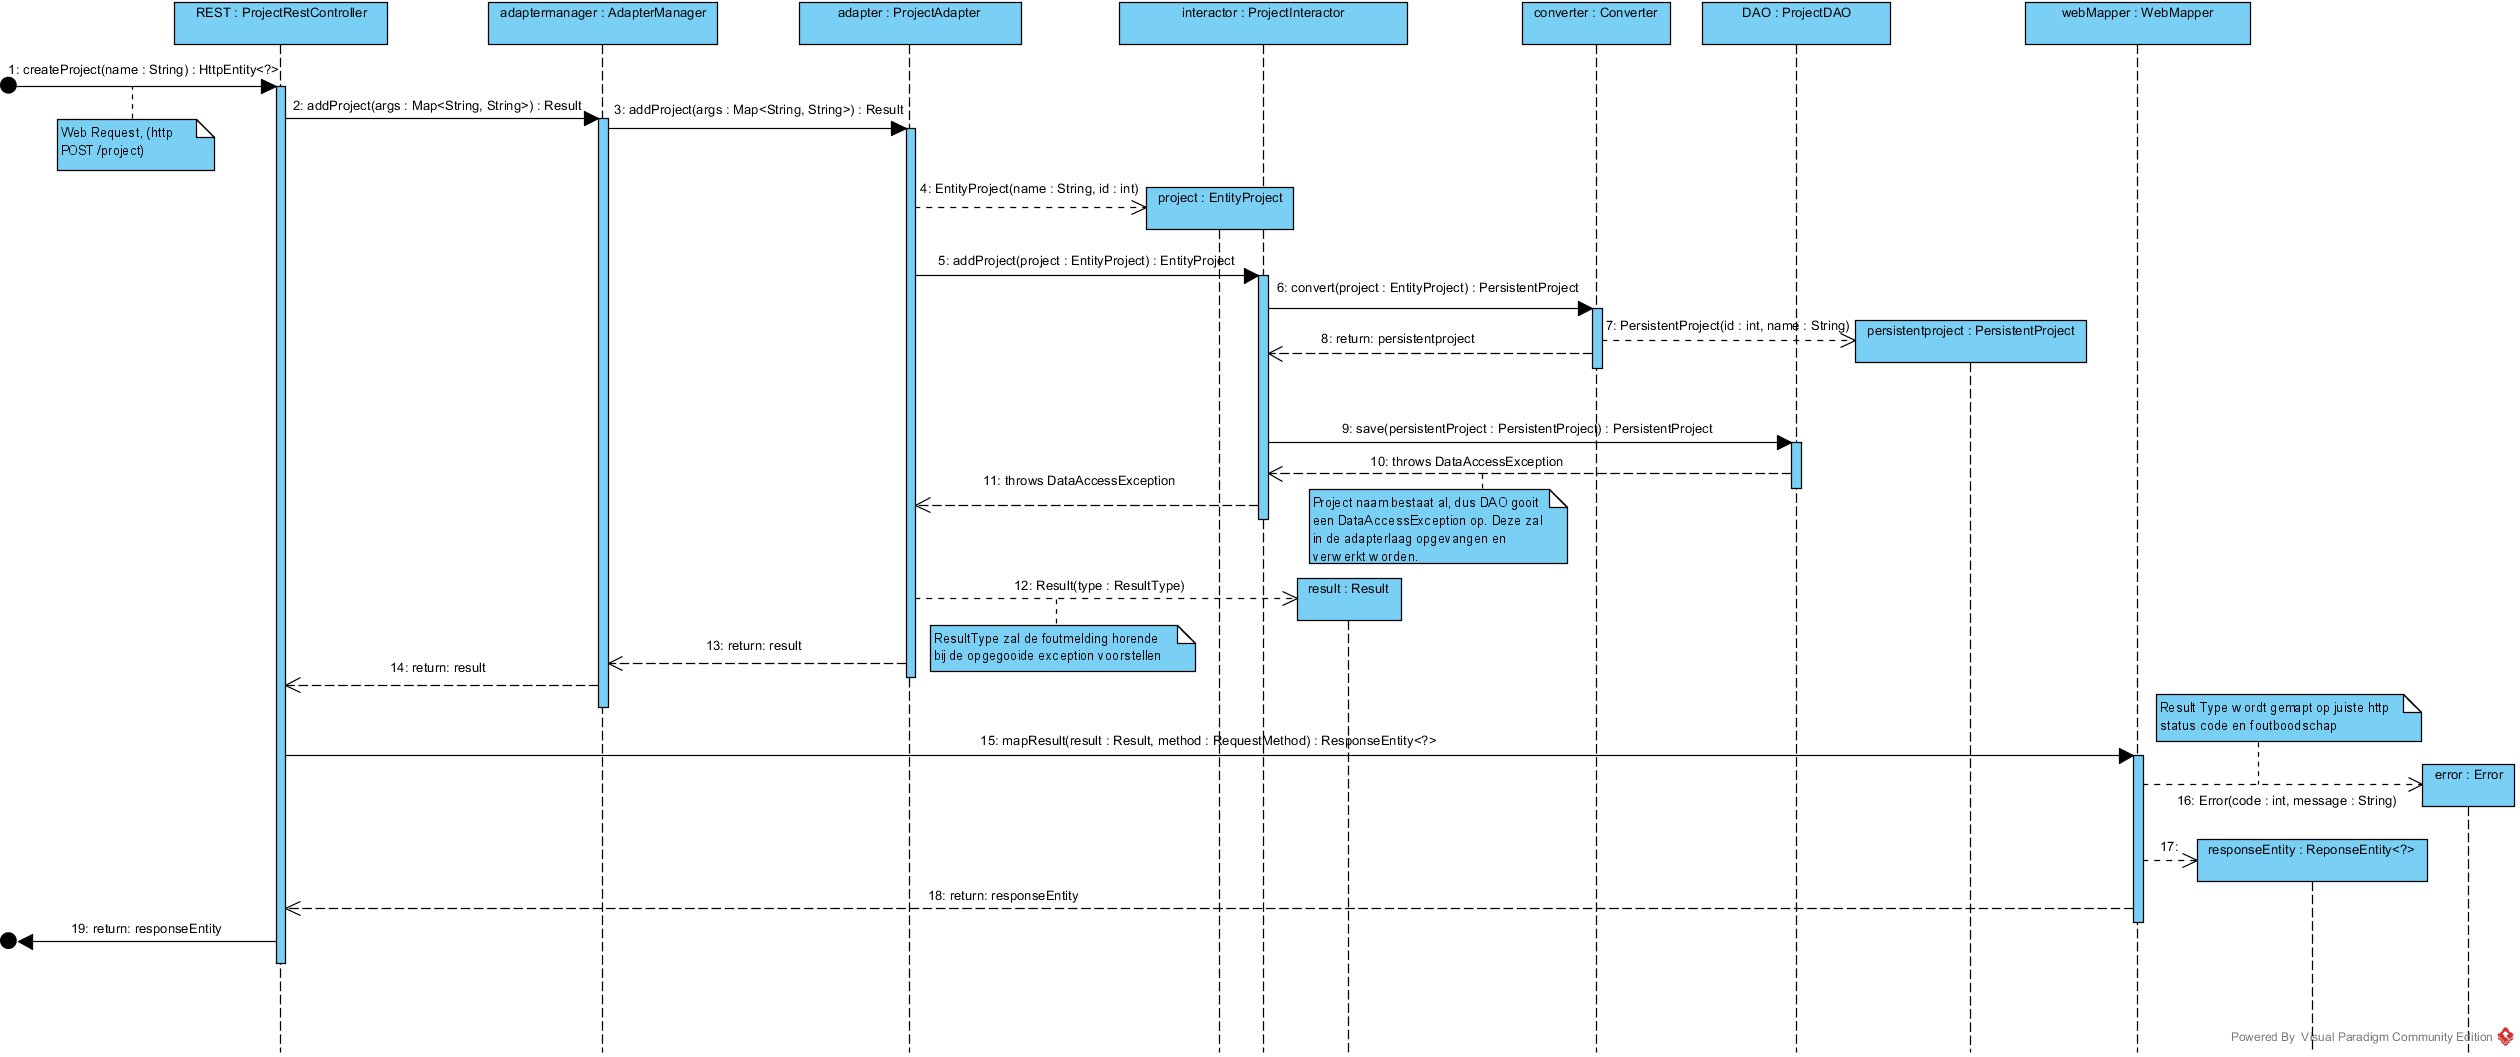 REST : ProjectRestController
adaptermanager : AdapterManager
adapter : ProjectAdapter
interactor : ProjectInteractor
converter : Converter
DAO : ProjectDAO
webMapper : WebMapper
1: createProject(name : String) : HttpEntity<?>
2: addProject(args : Map<String, String>) : Result
3: addProject(args : Map<String, String>) : Result
Web Request, (http
POST /project)
4: EntityProject(name : String, id : int)
project : EntityProject
5: addProject(project : EntityProject) : EntityProject
6: convert(project : EntityProject) : PersistentProject
7: PersistentProject(id : int, name : String)
persistentproject : PersistentProject
8: return: persistentproject
9: save(persistentProject : PersistentProject) : PersistentProject
10: throws DataAccessException
11: throws DataAccessException
Project naam bestaat al, dus DAO gooit
een DataAccessException op. Deze zal
in de adapterlaag opgevangen en
verwerkt worden.
12: Result(type : ResultType)
result : Result
ResultType zal de foutmelding horende
bij de opgegooide exception voorstellen
13: return: result
14: return: result
Result Type wordt gemapt op juiste http
status code en foutboodschap
15: mapResult(result : Result, method : RequestMethod) : ResponseEntity<?>
error : Error
16: Error(code : int, message : String)
17:
responseEntity : ReponseEntity<?>
18: return: responseEntity
19: return: responseEntity
Powered By Visual Paradigm Community Edition